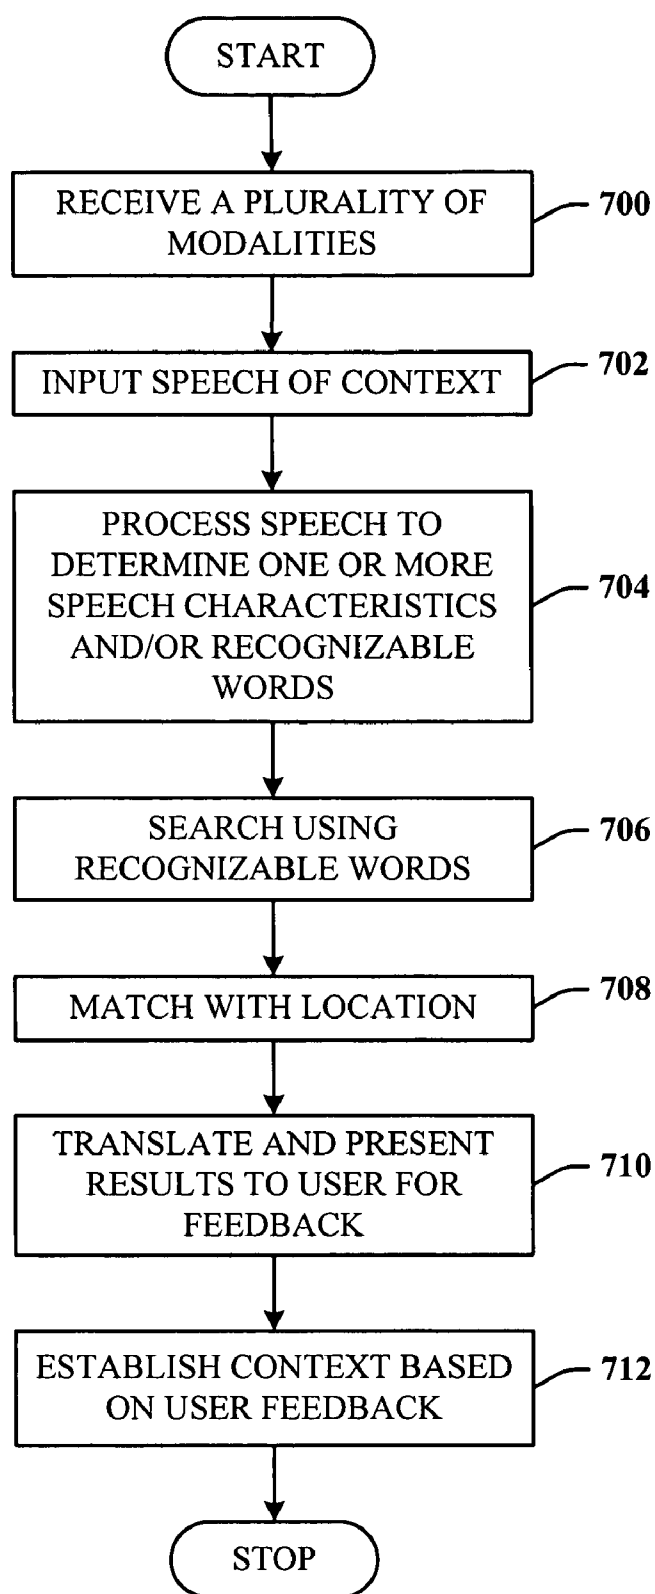 START
RECEIVE A PLURALITY OF
MODALITIES
700
INPUT SPEECH OF CONTEXT
702
PROCESS SPEECH TO
DETERMINE ONE OR MORE
SPEECH CHARACTERISTICS
AND/OR RECOGNIZABLE
WORDS
704
SEARCH USING
RECOGNIZABLE WORDS
706
MATCH WITH LOCATION
708
TRANSLATE AND PRESENT
RESULTS TO USER FOR
FEEDBACK
710
ESTABLISH CONTEXT BASED
ON USER FEEDBACK
712
STOP